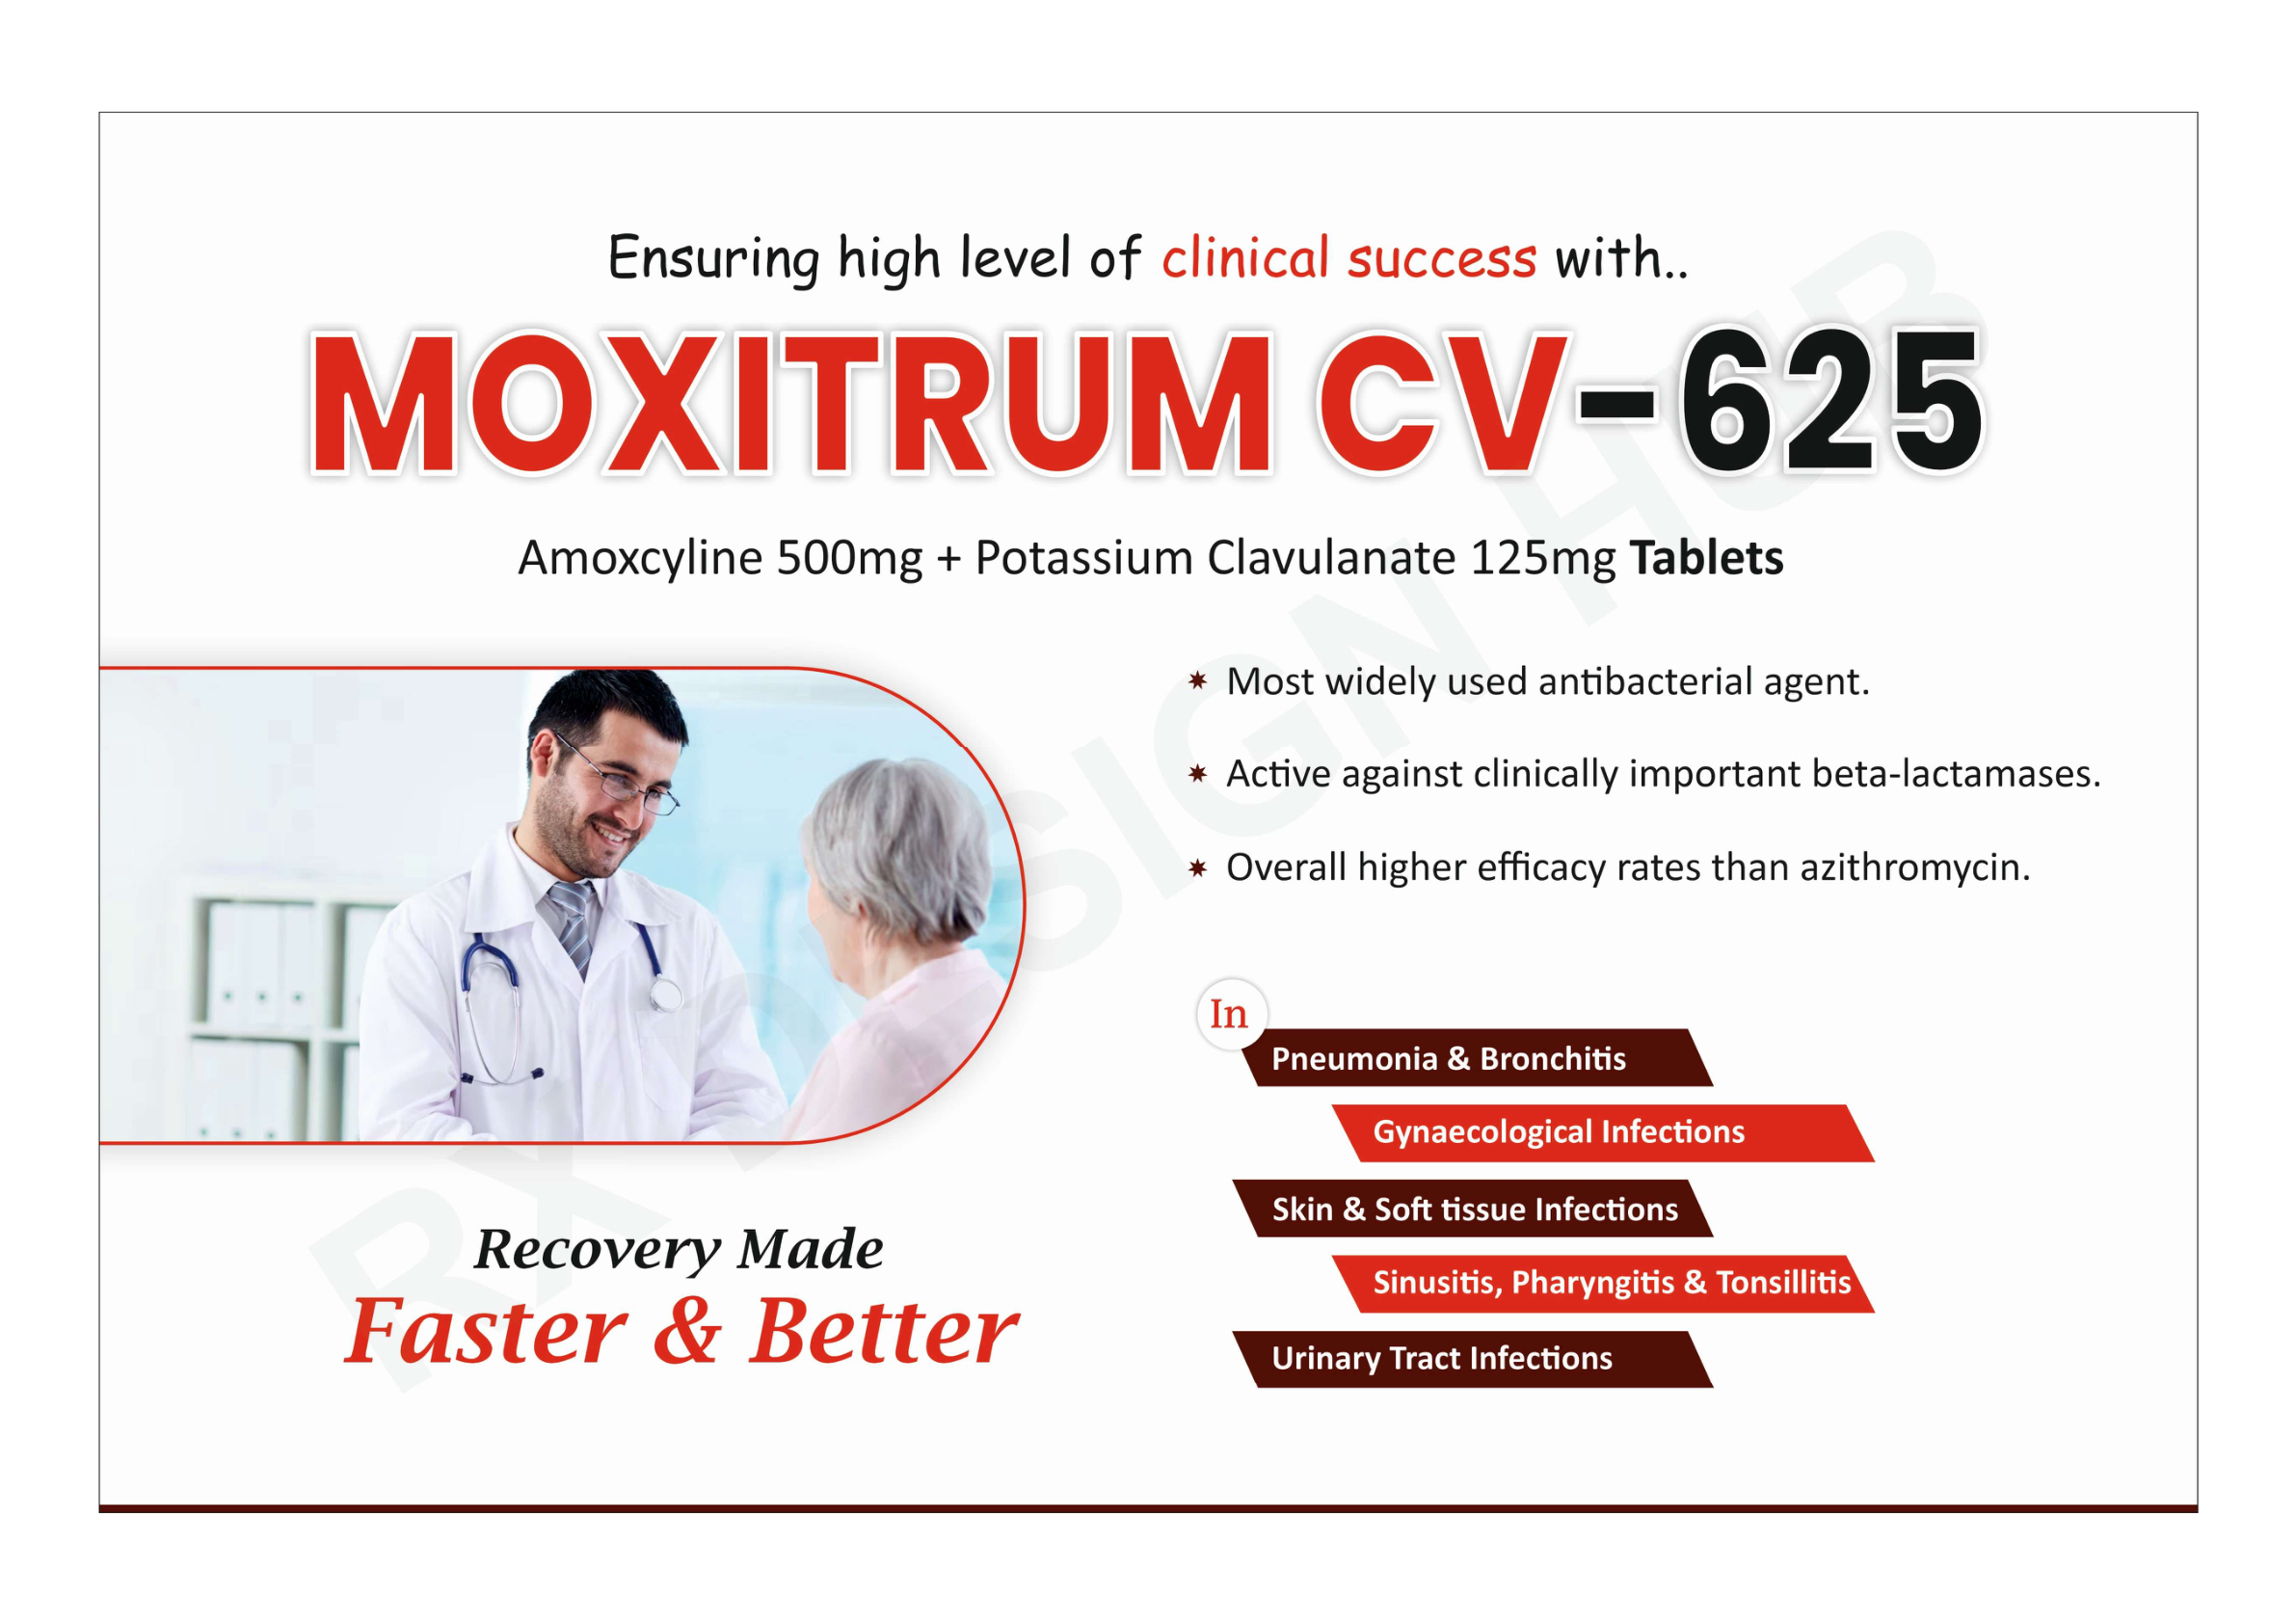 Ensuring high level of clinical success with..
MOXITRUM CV-625
Amoxcyline 500mg + Potassium Clavulanate 125mg Tablets
Most widely used antibacterial agent.
Active against clinically important beta-lactamases.
Overall higher efficacy rates than azithromycin.
In
Pneumonia & Bronchitis
Gynaecological Infections
Skin & Soft tissue Infections
Sinusitis, Pharyngitis & Tonsillitis
Urinary Tract Infections
Recovery Made
Faster & Better
RX DESIGN HUB